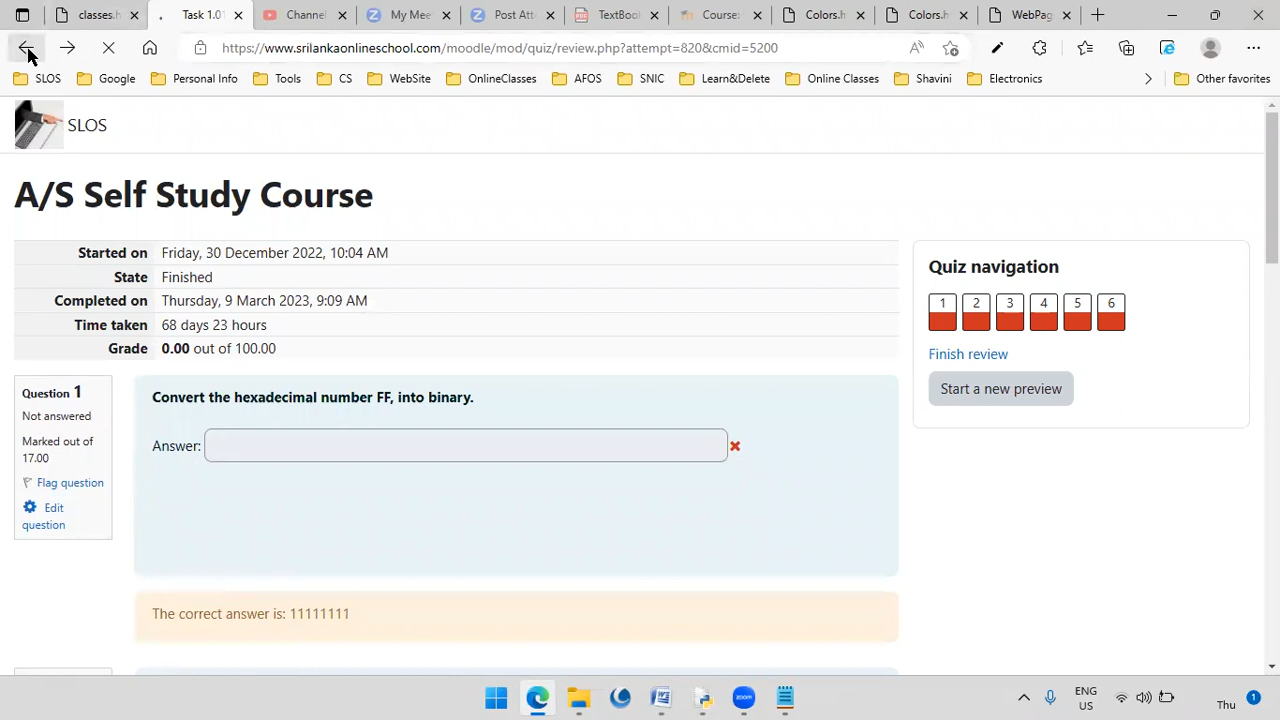 classes.h
Task 1.01
Channel
My Mee
Post Att
TextBool
Course:
Colors.h
Colors.h
WebPag
https://www.srilankaonlineschool.com/moodle/mod/quiz/review.php?attempt=820&cmid=5200
SLOS
Google
Personal Info
Tools
CS
WebSite
OnlineClasses
AFOS
SNIC
Learn&Delete
Online Classes
Shavini
Electronics
Other favorites
SLOS
A/S Self Study Course
Started on Friday, 30 December 2022, 10:04 AM
State Finished
Completed on Thursday, 9 March 2023, 9:09 AM
Time taken 68 days 23 hours
Grade 0.00 out of 100.00
Quiz navigation
1 2 3 4 5 6
Finish review
Start a new preview
Question 1
Not answered
Marked out of
17.00
Flag question
Edit
question
Convert the hexadecimal number FF, into binary.
Answer:
The correct answer is: 11111111
zoom
ENG
US
Thu
1